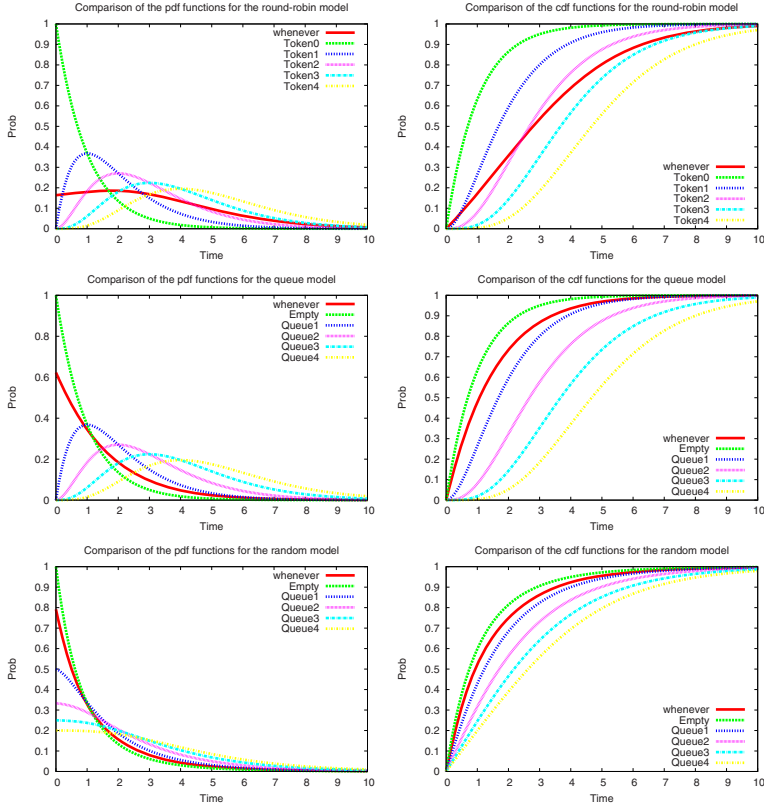 Comparison of the pdf functions for the round-robin model
1
0.9
0.8
0.7
0.6
0.5
0.4
0.3
0.2
0.1
0
Prob
whenever
Token0
Token1
Token2
Token3
Token4
0 1 2 3 4 5 6 7 8 9 10
Time
Comparison of the cdf functions for the round-robin model
1
0.9
0.8
0.7
0.6
0.5
0.4
0.3
0.2
0.1
0
Prob
whenever
Token0
Token1
Token2
Token3
Token4
0 1 2 3 4 5 6 7 8 9 10
Time
Comparison of the pdf functions for the queue model
1
0.8
0.6
0.4
0.2
0
Prob
whenever
Empty
Queue1
Queue2
Queue3
Queue4
0 1 2 3 4 5 6 7 8 9 10
Time
Comparison of the cdf functions for the queue model
1
0.9
0.8
0.7
0.6
0.5
0.4
0.3
0.2
0.1
0
Prob
whenever
Empty
Queue1
Queue2
Queue3
Queue4
0 1 2 3 4 5 6 7 8 9 10
Time
Comparison of the pdf functions for the random model
1
0.9
0.8
0.7
0.6
0.5
0.4
0.3
0.2
0.1
0
Prob
whenever
Empty
Queue1
Queue2
Queue3
Queue4
0 1 2 3 4 5 6 7 8 9 10
Time
Comparison of the cdf functions for the random model
1
0.9
0.8
0.7
0.6
0.5
0.4
0.3
0.2
0.1
0
Prob
whenever
Empty
Queue1
Queue2
Queue3
Queue4
0 1 2 3 4 5 6 7 8 9 10
Time